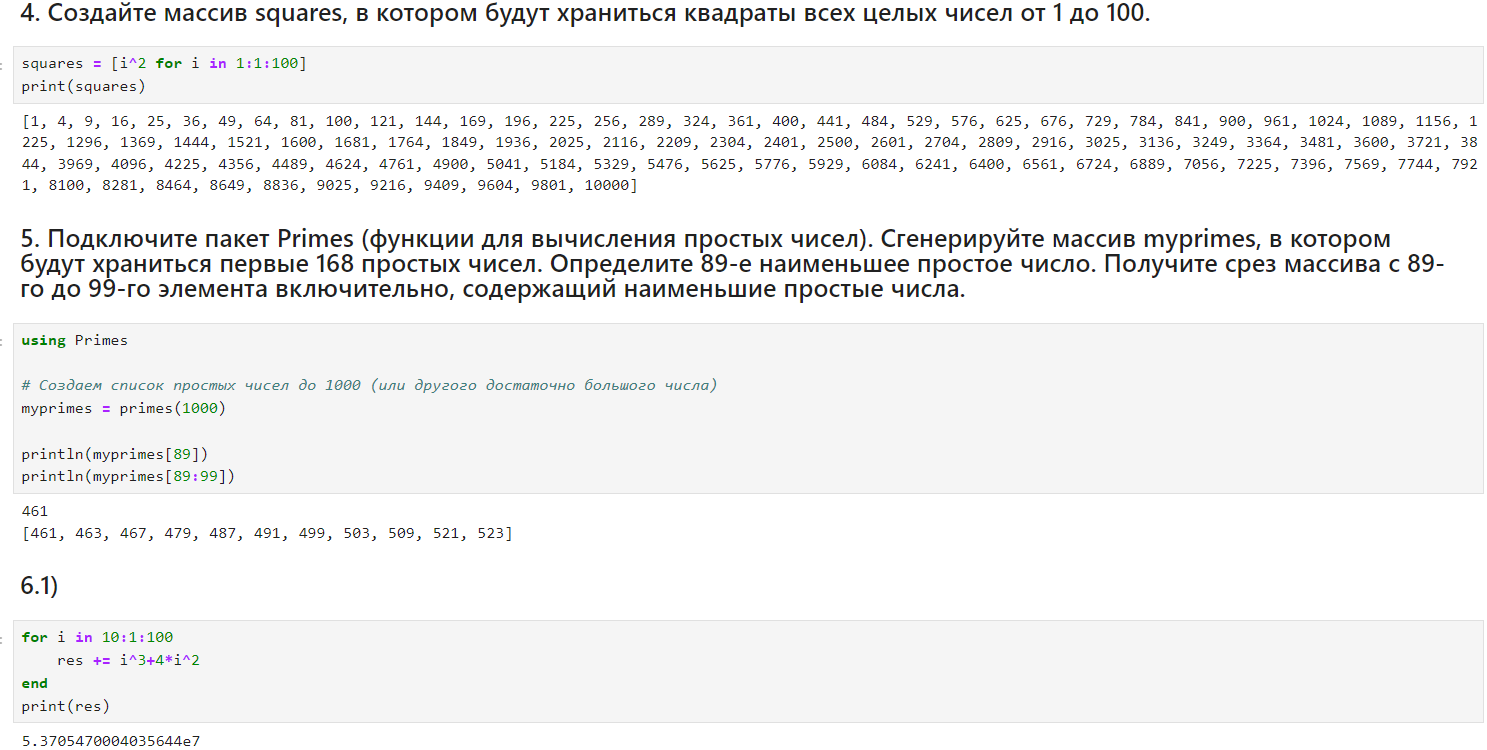 4. Создайте массив squares, в котором будут храниться квадраты всех целых чисел от 1 до 100.
squares = [i^2 for i in 1:1:100]
print(squares)
[1, 4, 9, 16, 25, 36, 49, 64, 81, 100, 121, 144, 169, 196, 225, 256, 289, 324, 361, 400, 441, 484, 529, 576, 625, 676, 729, 784, 841, 900, 961, 1024, 1089, 1156, 1
225, 1296, 1369, 1444, 1521, 1600, 1681, 1764, 1849, 1936, 2025, 2116, 2209, 2304, 2401, 2500, 2601, 2704, 2809, 2916, 3025, 3136, 3249, 3364, 3481, 3600, 3721, 38
44, 3969, 4096, 4225, 4356, 4489, 4624, 4761, 4900, 5041, 5184, 5329, 5476, 5625, 5776, 5929, 6084, 6241, 6400, 6561, 6724, 6889, 7056, 7225, 7396, 7569, 7744, 792
1, 8100, 8281, 8464, 8649, 8836, 9025, 9216, 9409, 9604, 9801, 10000]
5. Подключите пакет Primes (функции для вычисления простых чисел). Сгенерируйте массив myprimes, в котором
будут храниться первые 168 простых чисел. Определите 89-е наименьшее простое число. Получите срез массива с 89-
го до 99-го элемента включительно, содержащий наименьшие простые числа.
using Primes
# Создаем список простых чисел до 1000 (или другого достаточно большого числа)
myprimes = primes(1000)
println(myprimes[89])
println(myprimes[89:99])
461
[461, 463, 467, 479, 487, 491, 499, 503, 509, 521, 523]
6.1)
for i in 10:1:100
    res += i^3+4*i^2
end
print(res)
5.3705470004035644e7